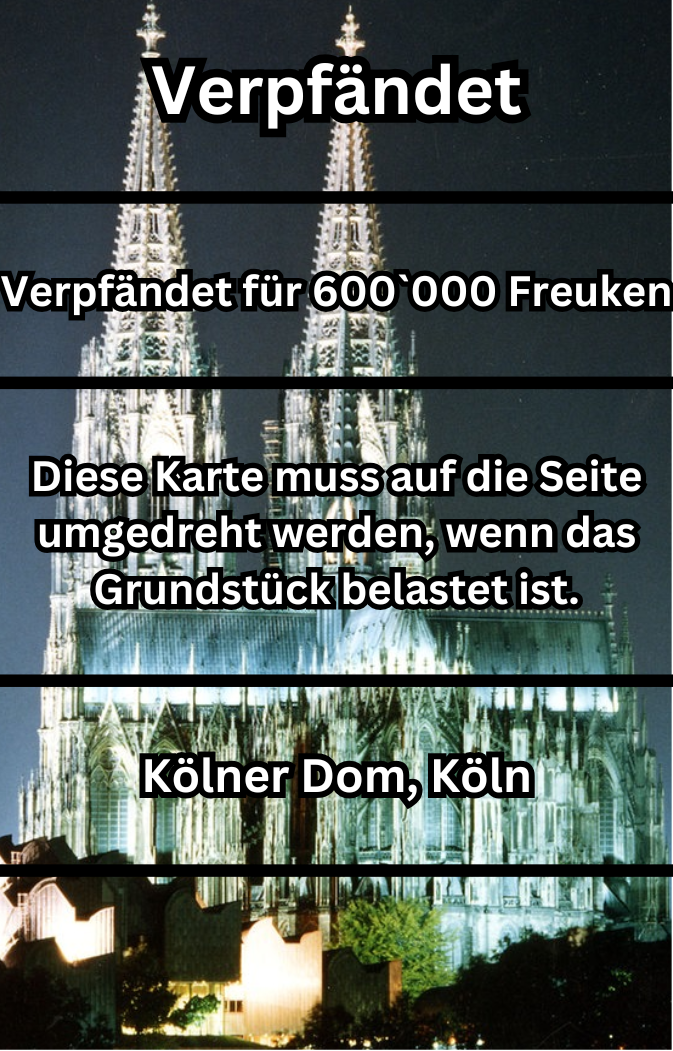 Verpfändet
Verpfändet für 600`000 Freuken
Diese Karte muss auf die Seite
umgedreht werden, wenn das
Grundstück belastet ist.
Kölner Dom, Köln